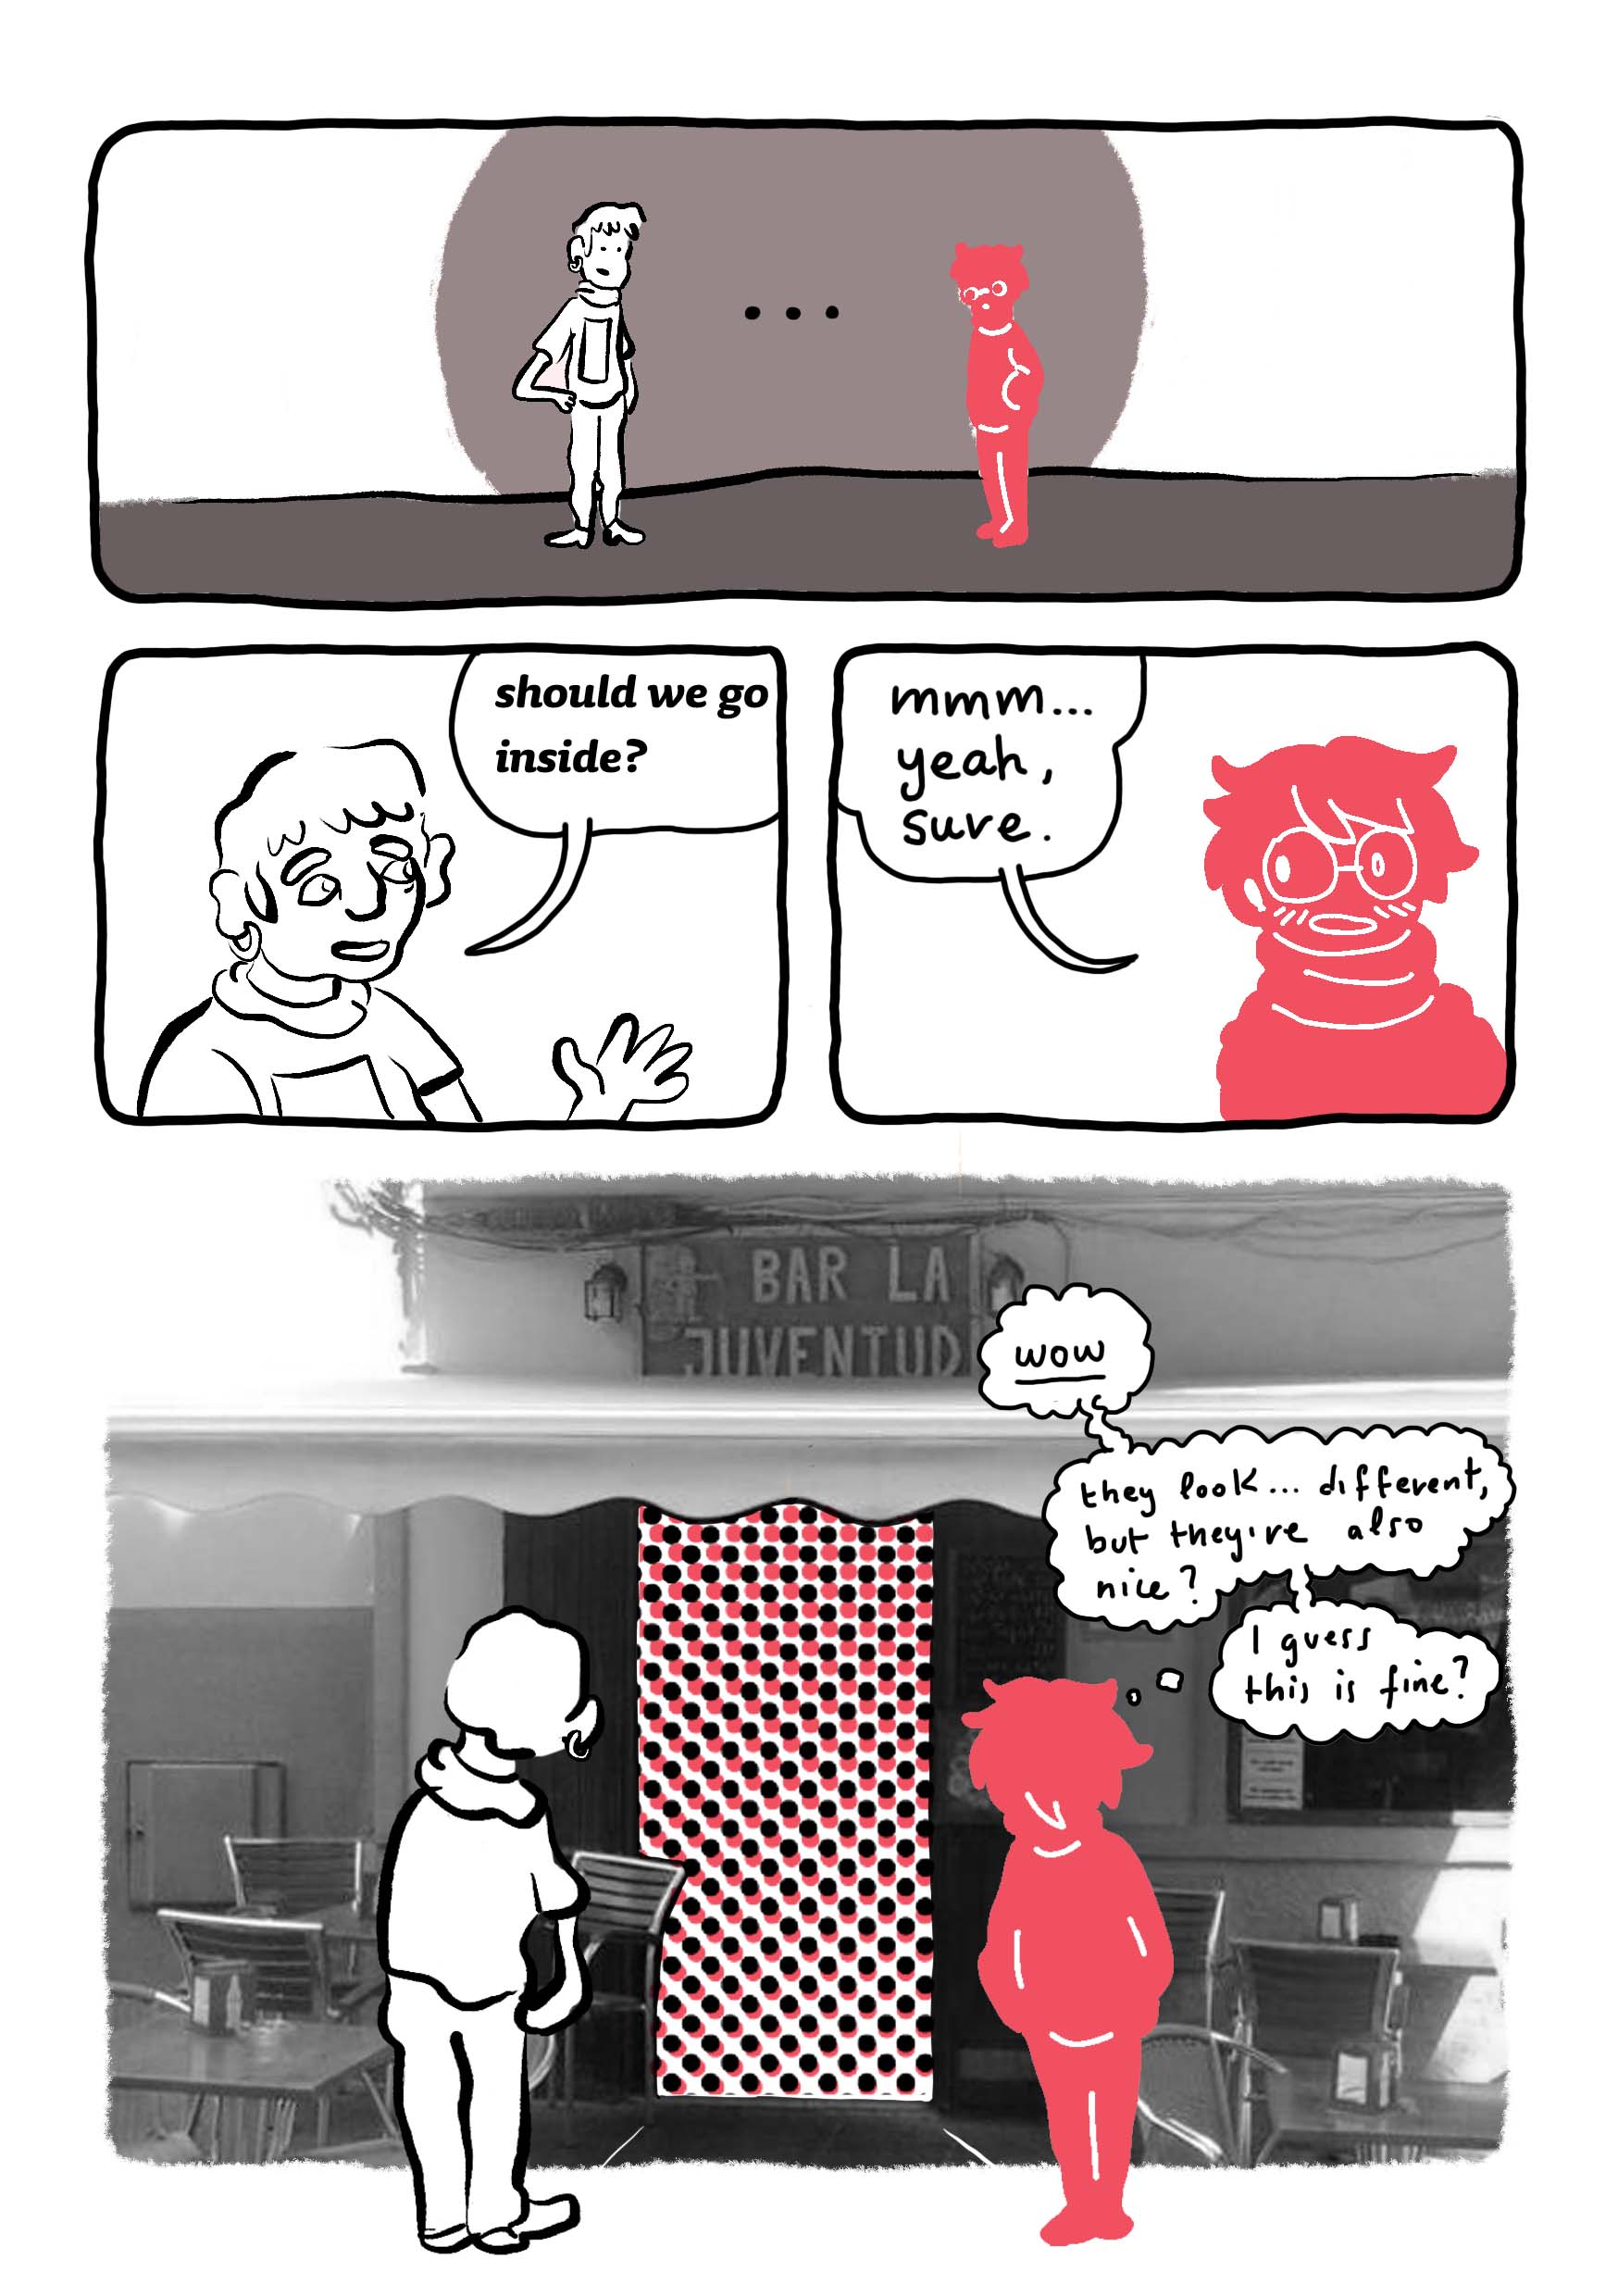 ...
should we go
inside?
mmm...
yeah,
sure.
BAR LA
JUVENTUD
wow
they look... different,
but they're also
nice?
I guess
this is fine?